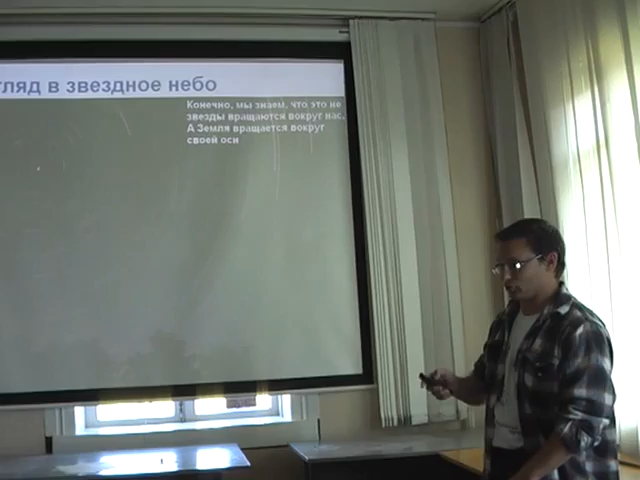 гляд в звездное небо
Конечно, мы знаем, что это не
звезды вращаются вокруг нас.
А Земля вращается вокруг
своей оси